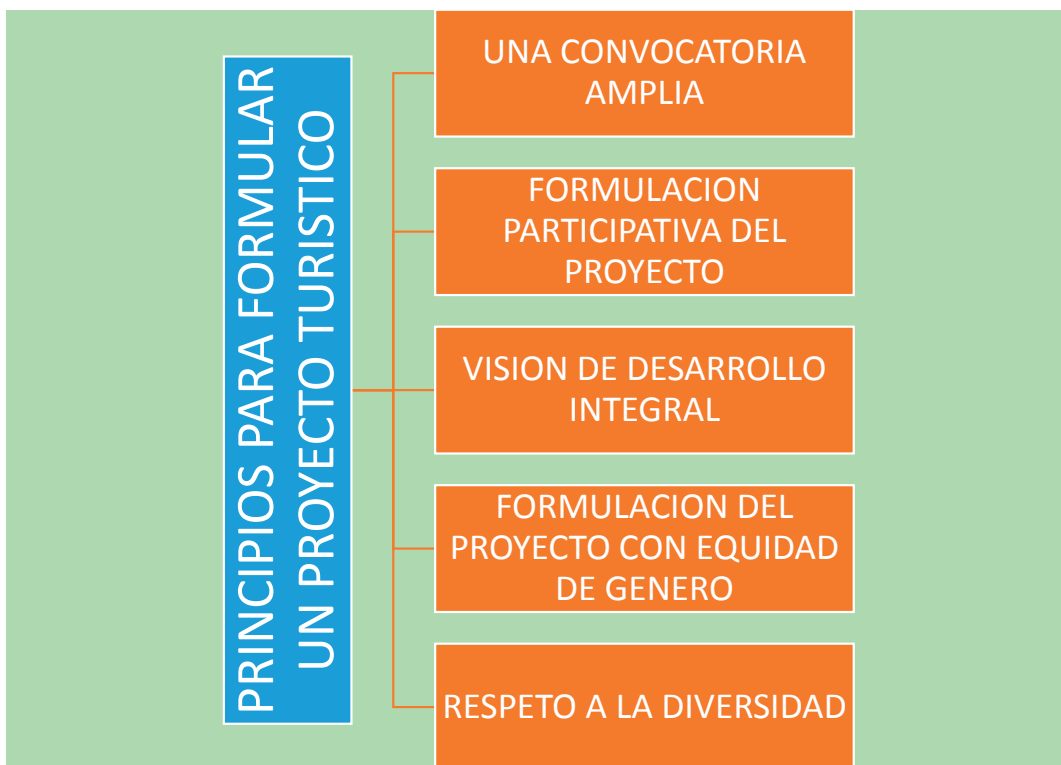 PRINCIPIOS PARA FORMULAR
UN PROYECTO TURISTICO
UNA CONVOCATORIA
AMPLIA
FORMULACION
PARTICIPATIVA DEL
PROYECTO
VISION DE DESARROLLO
INTEGRAL
FORMULACION DEL
PROYECTO CON EQUIDAD
DE GENERO
RESPETO A LA DIVERSIDAD